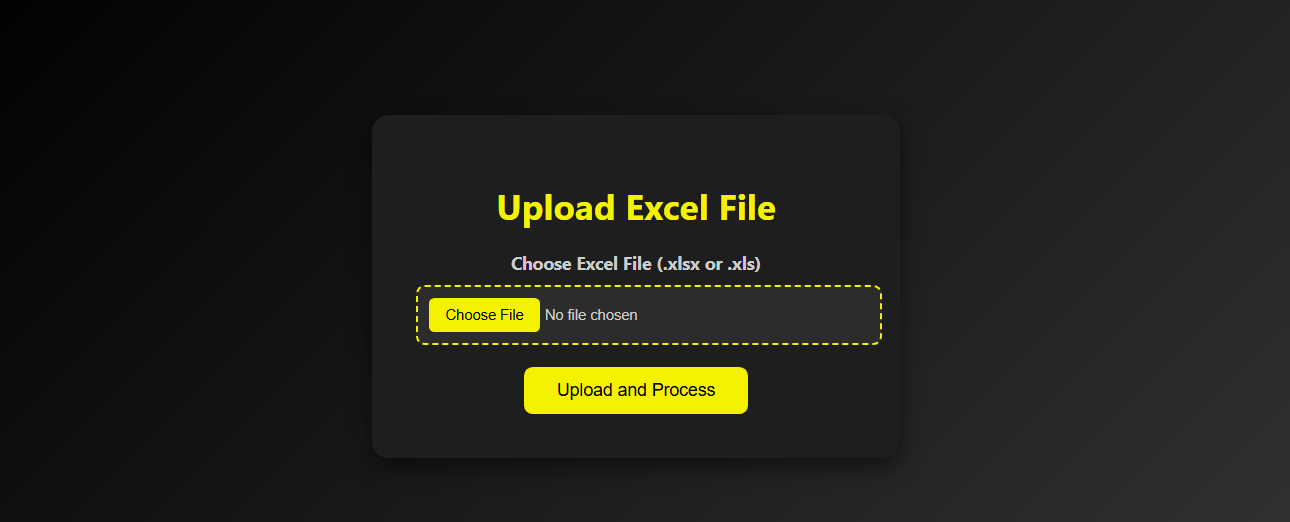 Upload Excel File
Choose Excel File (.xlsx or .xls)
Choose File No file chosen
Upload and Process